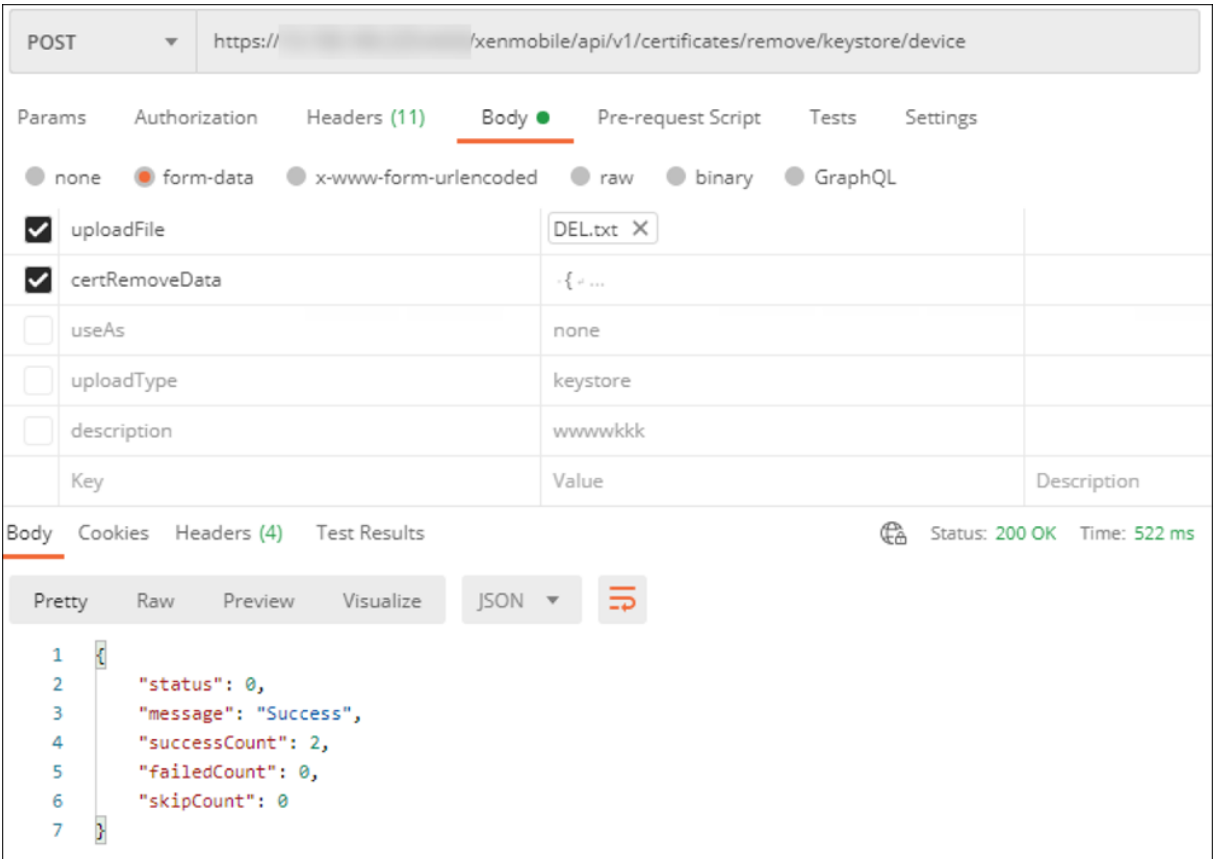 POST https:// /xenmobile/api/v1/certificates/remove/keystore/device
Params Authorization Headers (11) Body Pre-request Script Tests Settings
none form-data x-www-form-urlencoded raw binary GraphQL
uploadFile DEL.txt
certRemoveData { ...
useAs none
uploadType keystore
description wwwwkkk
Key Value Description
Body Cookies Headers (4) Test Results Status: 200 OK Time: 522 ms
Pretty Raw Preview Visualize JSON
1 {
2 "status": 0,
3 "message": "Success",
4 "successCount": 2,
5 "failedCount": 0,
6 "skipCount": 0
7 }